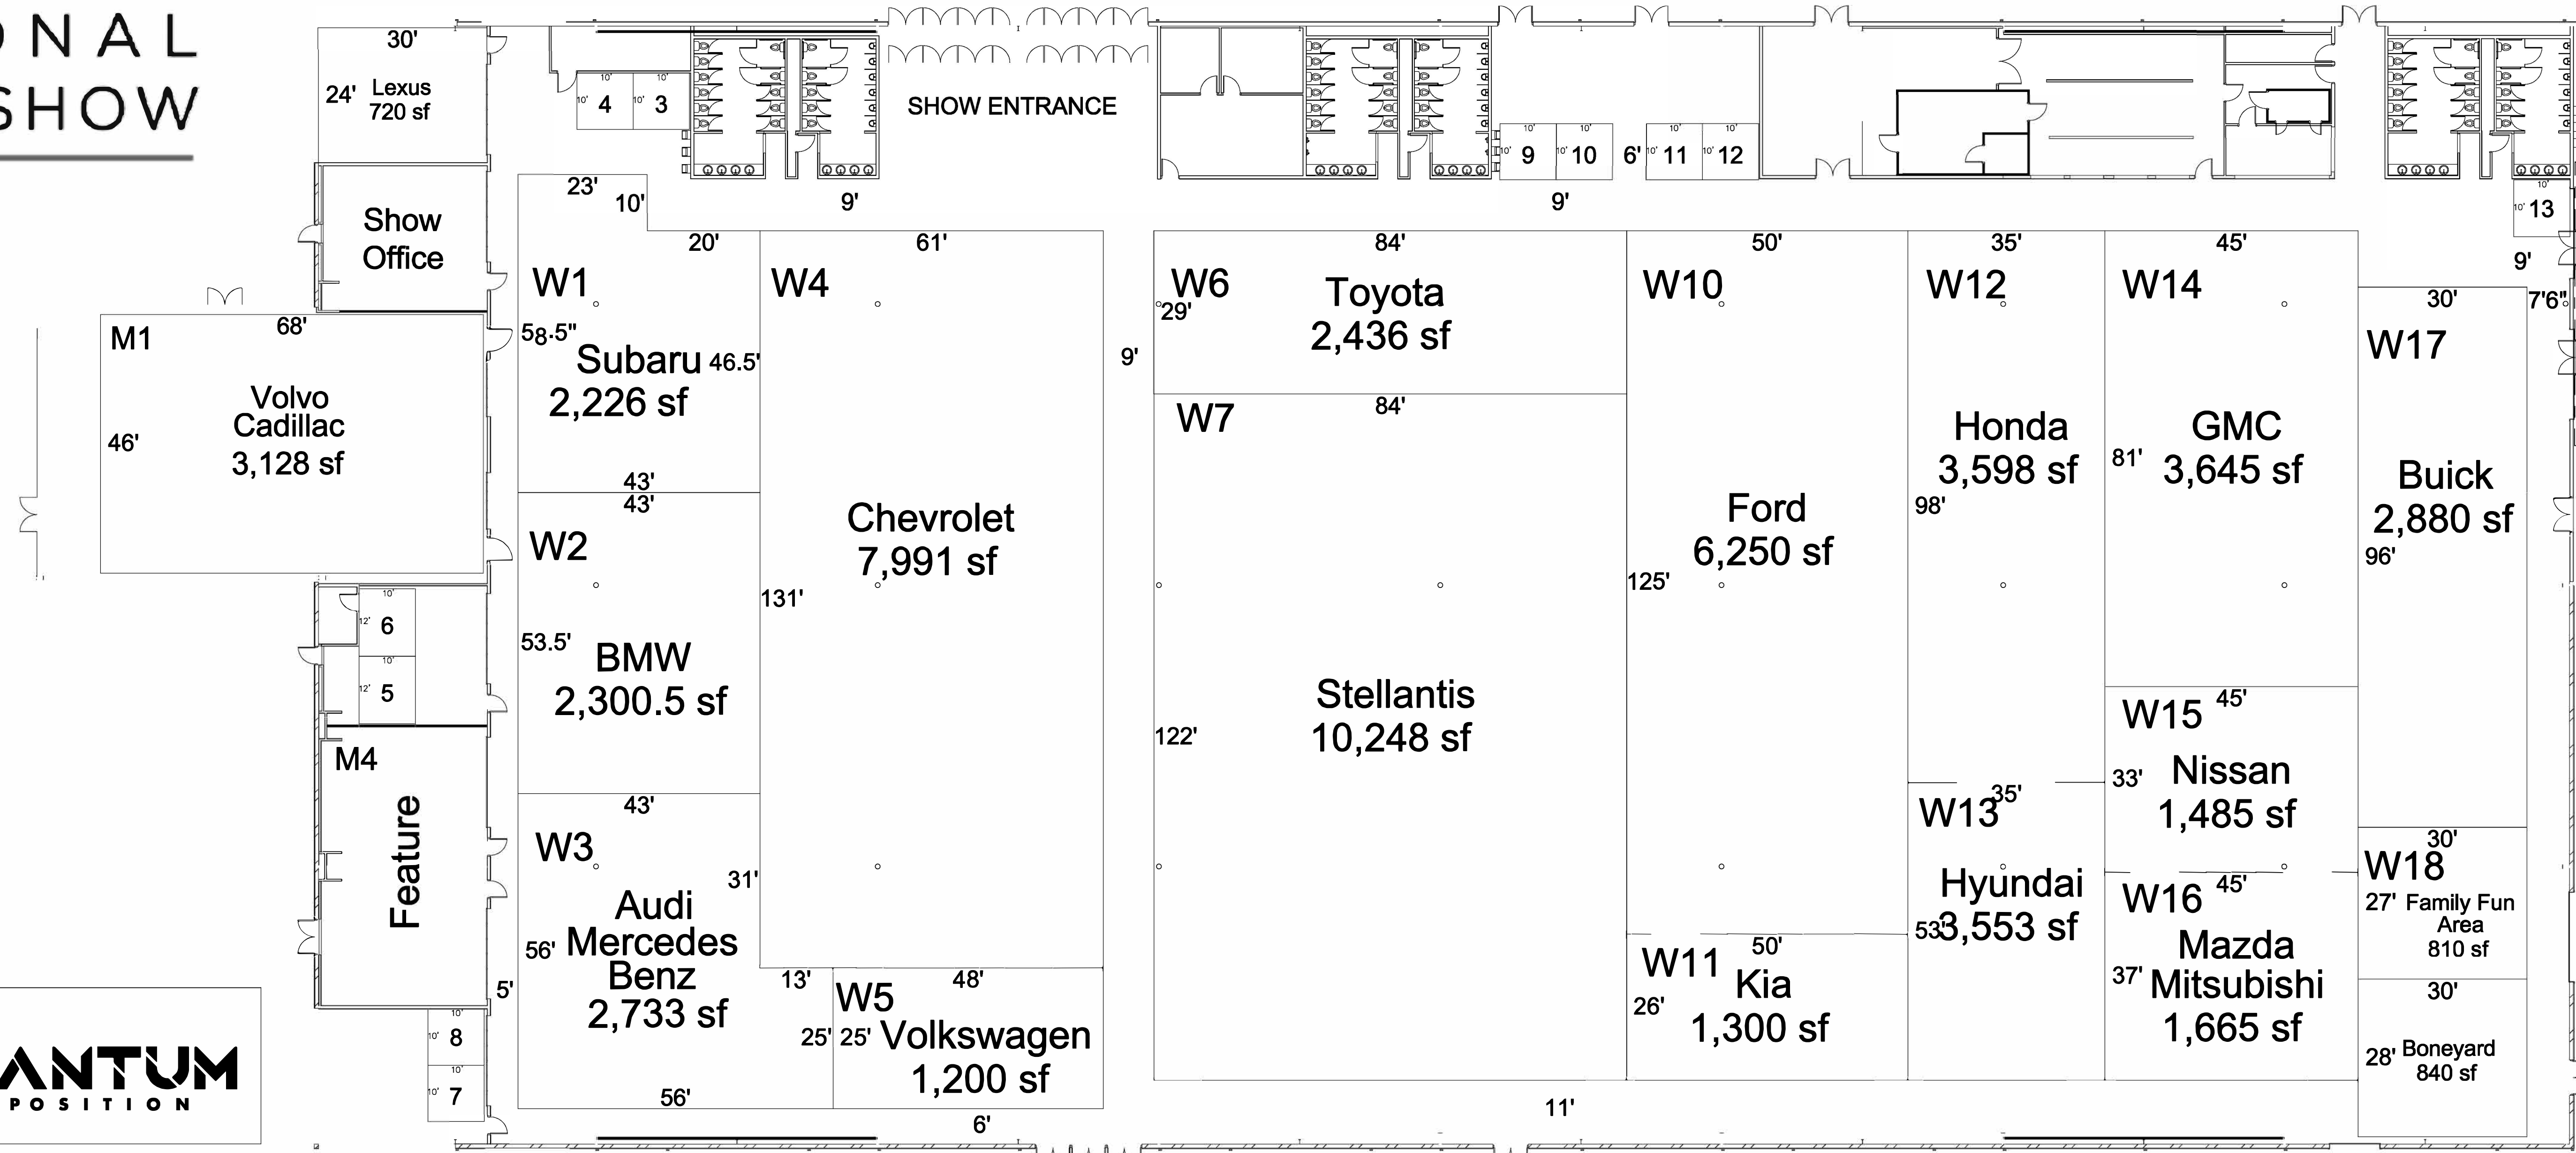 ONAL
SHOW
30'
24' Lexus
720 sf
Show
Office
M1
68'
Volvo
Cadillac
46'
3,128 sf
10'
12' 6
10'
12' 5
M4
Feature
5'
10'
10' 8
10'
10' 7
ANTUM
POSITION
10' 10'
10' 4 10' 3
SHOW ENTRANCE
10' 10'
10' 9 10' 10
6'
10' 10'
10' 11 10' 12
10'
10' 13
23'
10'
20'
9'
W1
58.5"
Subaru 46.5'
2,226 sf
43'
43'
W2
53.5'
BMW
2,300.5 sf
43'
W3
31'
Audi
56' Mercedes
Benz
2,733 sf
13'
25'
56'
61'
W4
Chevrolet
7,991 sf
131'
48'
W5
25' Volkswagen
1,200 sf
6'
9'
84'
W6
29'
Toyota
2,436 sf
84'
W7
Stellantis
10,248 sf
122'
9'
50'
W10
Ford
6,250 sf
125'
50'
W11
Kia
26'
1,300 sf
11'
35'
W12
Honda
3,598 sf
98'
35'
W13
Hyundai
53' 3,553 sf
45'
W14
GMC
81' 3,645 sf
45'
W15
Nissan
33'
1,485 sf
45'
W16
Mazda
37' Mitsubishi
1,665 sf
9'
30'
7'6"
W17
Buick
2,880 sf
96'
30'
W18
27' Family Fun
Area
810 sf
30'
28' Boneyard
840 sf